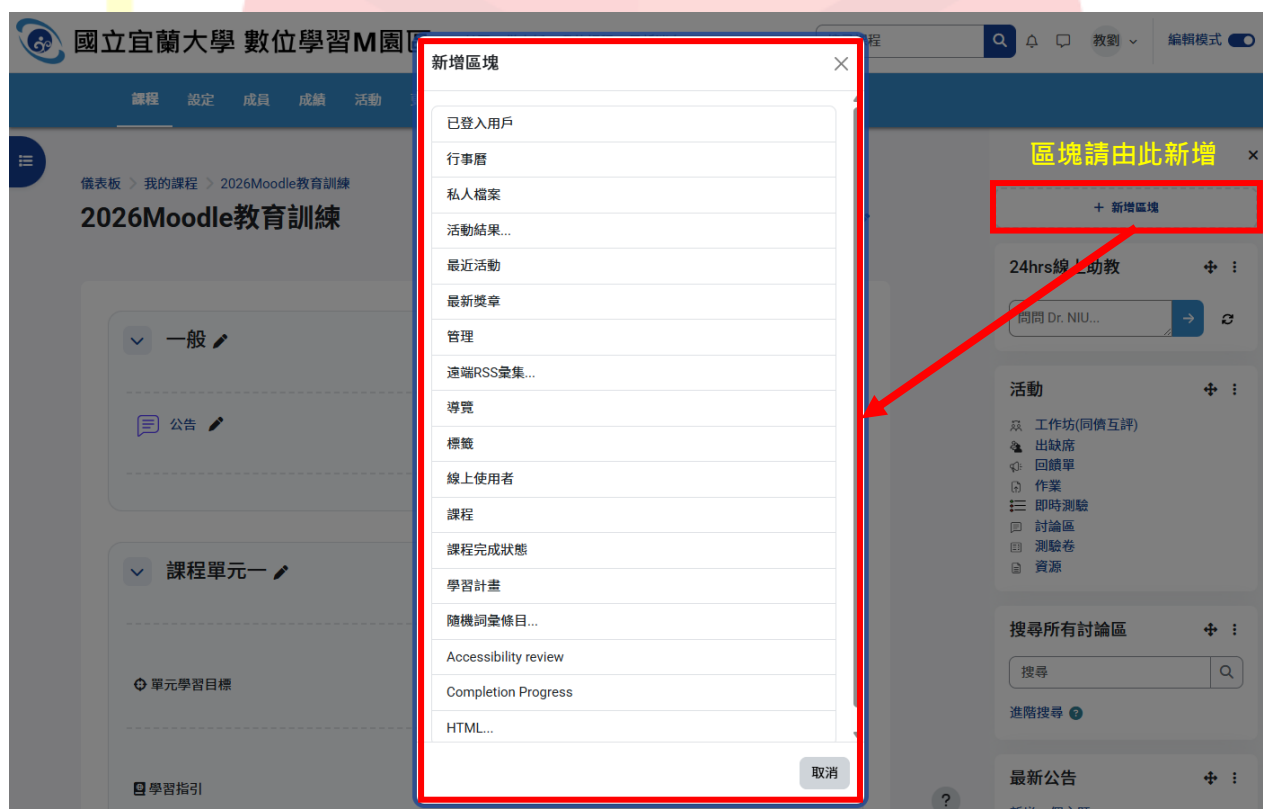 國立宜蘭大學 數位學習M園區
程
教劉
編輯模式
課程 設定 成員 成績 活動
儀表板 > 我的課程 > 2026Moodle教育訓練
2026Moodle教育訓練
一般
公告
課程單元一
單元學習目標
學習指引
新增區塊
已登入用戶
行事曆
私人檔案
活動結果...
最近活動
最新獎章
管理
遠端RSS彙集...
導覽
標籤
線上使用者
課程
課程完成狀態
學習計畫
隨機詞彙條目...
Accessibility review
Completion Progress
HTML...
取消
區塊請由此新增
+ 新增區塊
24hrs線上助教
問問 Dr. NIU...
活動
工作坊(同儕互評)
出缺席
回饋單
作業
即時測驗
討論區
測驗卷
資源
搜尋所有討論區
搜尋
進階搜尋 ?
最新公告
?